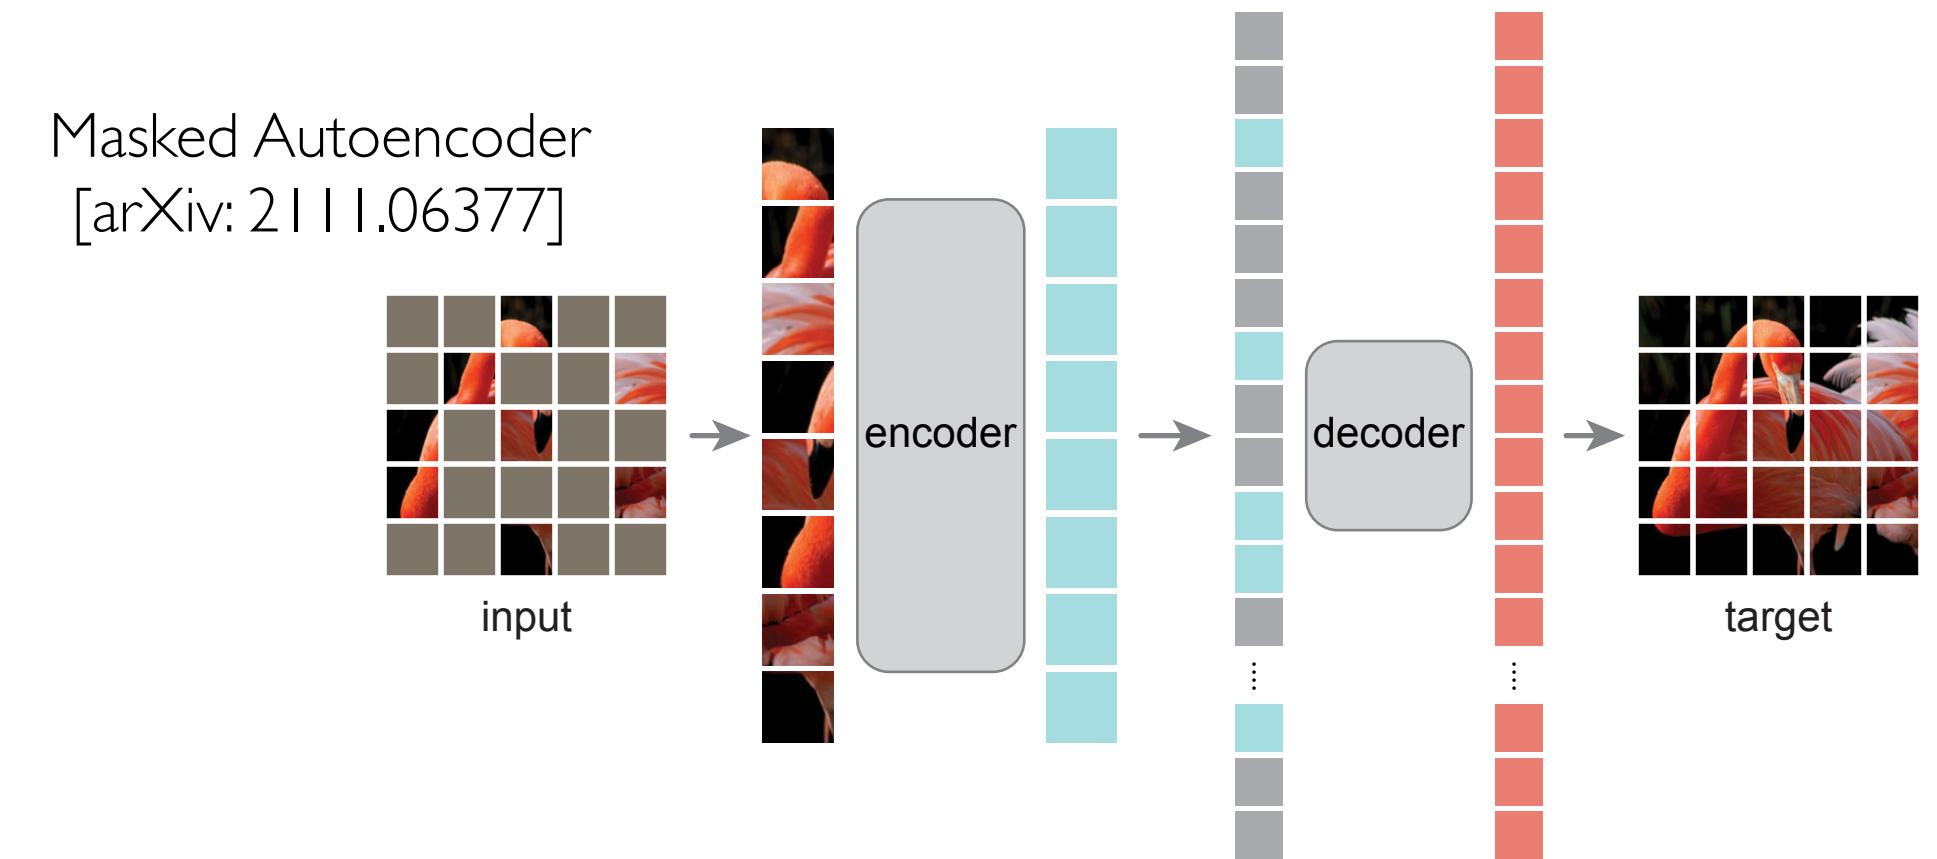 Masked Autoencoder
[arXiv: 2111.06377]
input
encoder
decoder
target